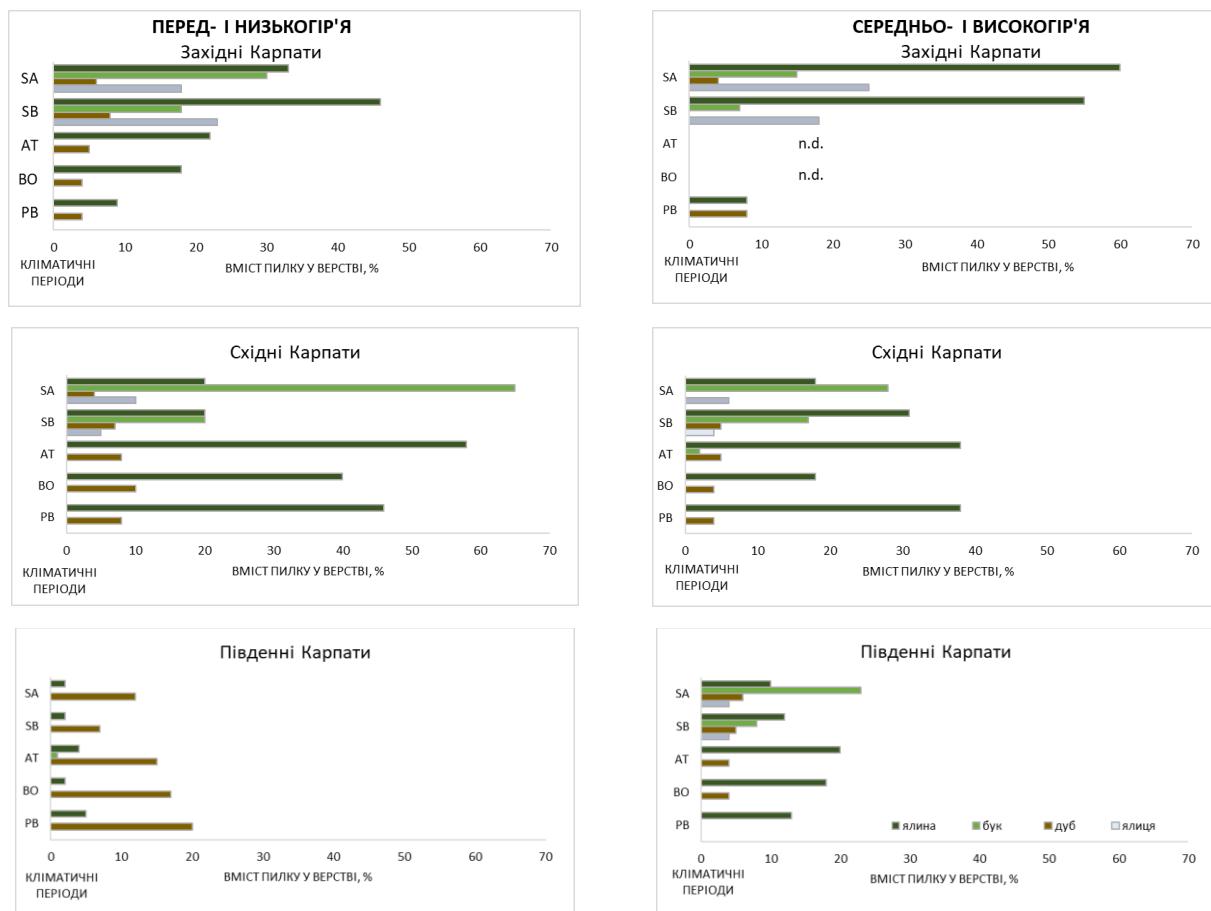 ПЕРЕД- І НИЗЬКОГІР'Я
Західні Карпати
SA
SB
AT
BO
PB
0 10 20 30 40 50 60 70
КЛІМАТИЧНІ
ПЕРІОДИ
ВМІСТ ПИЛКУ У ВЕРСТВІ, %
СЕРЕДНЬО- І ВИСОКОГІР'Я
Західні Карпати
SA
SB
AT
n.d.
BO
n.d.
PB
0 10 20 30 40 50 60 70
КЛІМАТИЧНІ
ПЕРІОДИ
ВМІСТ ПИЛКУ У ВЕРСТВІ, %
Східні Карпати
SA
SB
AT
BO
PB
0 10 20 30 40 50 60 70
КЛІМАТИЧНІ
ПЕРІОДИ
ВМІСТ ПИЛКУ У ВЕРСТВІ, %
Східні Карпати
SA
SB
AT
BO
PB
0 10 20 30 40 50 60 70
КЛІМАТИЧНІ
ПЕРІОДИ
ВМІСТ ПИЛКУ У ВЕРСТВІ, %
Південні Карпати
SA
SB
AT
BO
PB
0 10 20 30 40 50 60 70
КЛІМАТИЧНІ
ПЕРІОДИ
ВМІСТ ПИЛКУ У ВЕРСТВІ, %
Південні Карпати
SA
SB
AT
BO
PB
ялина бук дуб ялиця
0 10 20 30 40 50 60 70
КЛІМАТИЧНІ
ПЕРІОДИ
ВМІСТ ПИЛКУ У ВЕРСТВІ, %